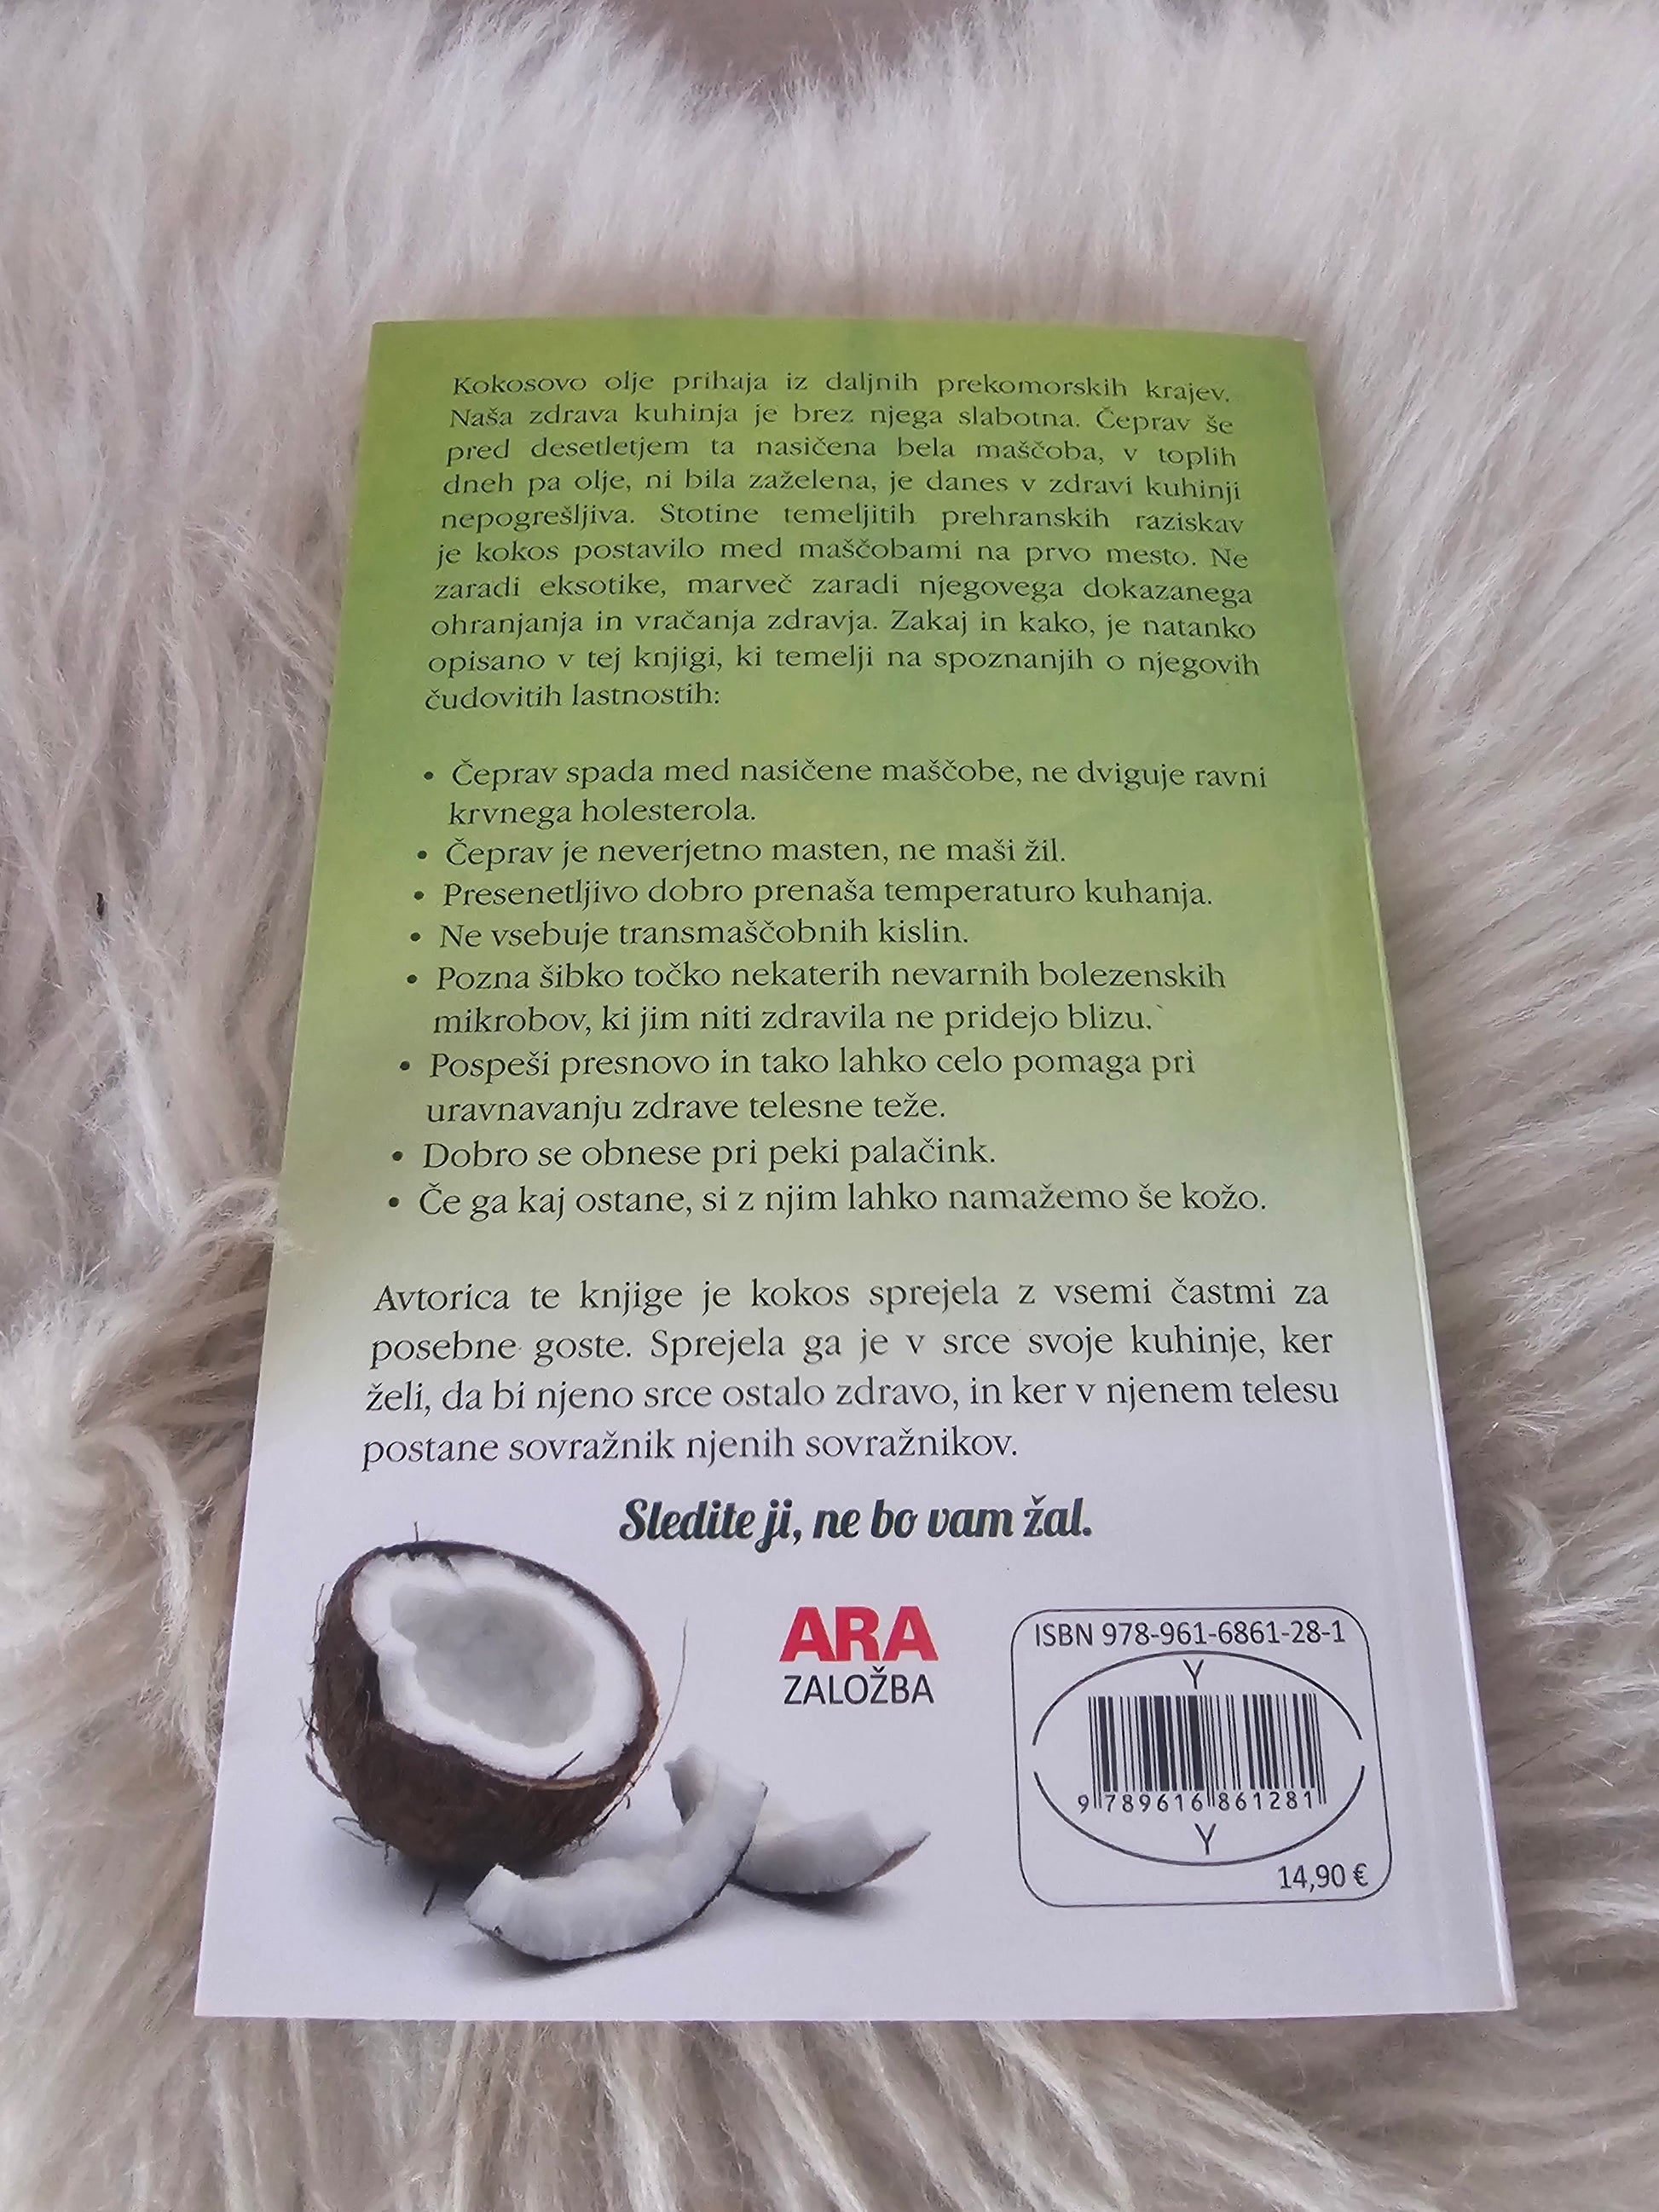 Kokosovo olje prihaja iz daljnih prekomorskih krajev.
Naša zdrava kuhinja je brez njega slabotna. Čeprav še
pred desetletjem ta nasičena bela maščoba, v toplih
dneh pa olje, ni bila zaželena, je danes v zdravi kuhinji
nepogrešljiva. Stotine temeljitih prehranskih raziskav
je kokos postavilo med maščobami na prvo mesto. Ne
zaradi eksotike, marveč zaradi njegovega dokazanega
ohranjanja in vračanja zdravja. Zakaj in kako, je natanko
opisano v tej knjigi, ki temelji na spoznanjih o njegovih
čudovitih lastnostih:
• Čeprav spada med nasičene maščobe, ne dviguje ravni
krvnega holesterola.
• Čeprav je neverjetno masten, ne maši žil.
• Presenetljivo dobro prenaša temperaturo kuhanja.
• Ne vsebuje transmaščobnih kislin.
• Pozna šibko točko nekaterih nevarnih bolezenskih
mikrobov, ki jim niti zdravila ne pridejo blizu.
• Pospeši presnovo in tako lahko celo pomaga pri
uravnavanju zdrave telesne teže.
• Dobro se obnese pri peki palačink.
• Če ga kaj ostane, si z njim lahko namažemo še kožo.
Avtorica te knjige je kokos sprejela z vsemi častmi za
posebne goste. Sprejela ga je v srce svoje kuhinje, ker
želi, da bi njeno srce ostalo zdravo, in ker v njenem telesu
postane sovražnik njenih sovražnikov.
Sledite ji, ne bo vam žal.
ARA
ZALOŽBA
ISBN 978-961-6861-28-1
Y
9 789616 861281
Y
14,90 €